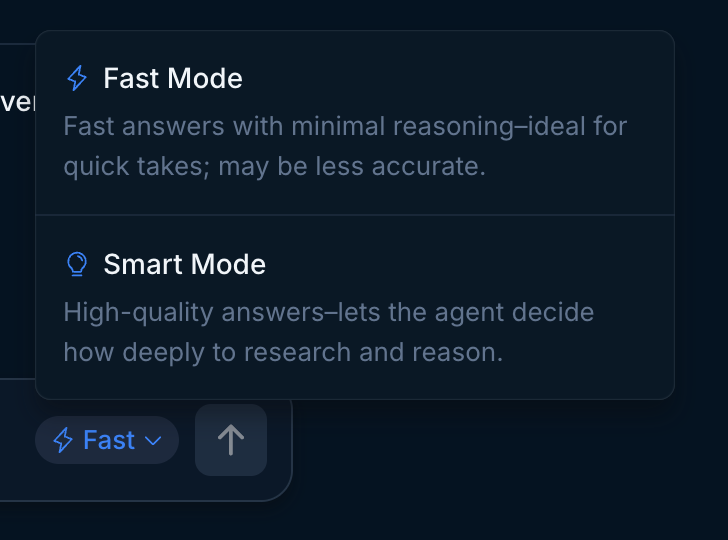 Fast Mode
Fast answers with minimal reasoning–ideal for
quick takes; may be less accurate.
Smart Mode
High-quality answers–lets the agent decide
how deeply to research and reason.
Fast